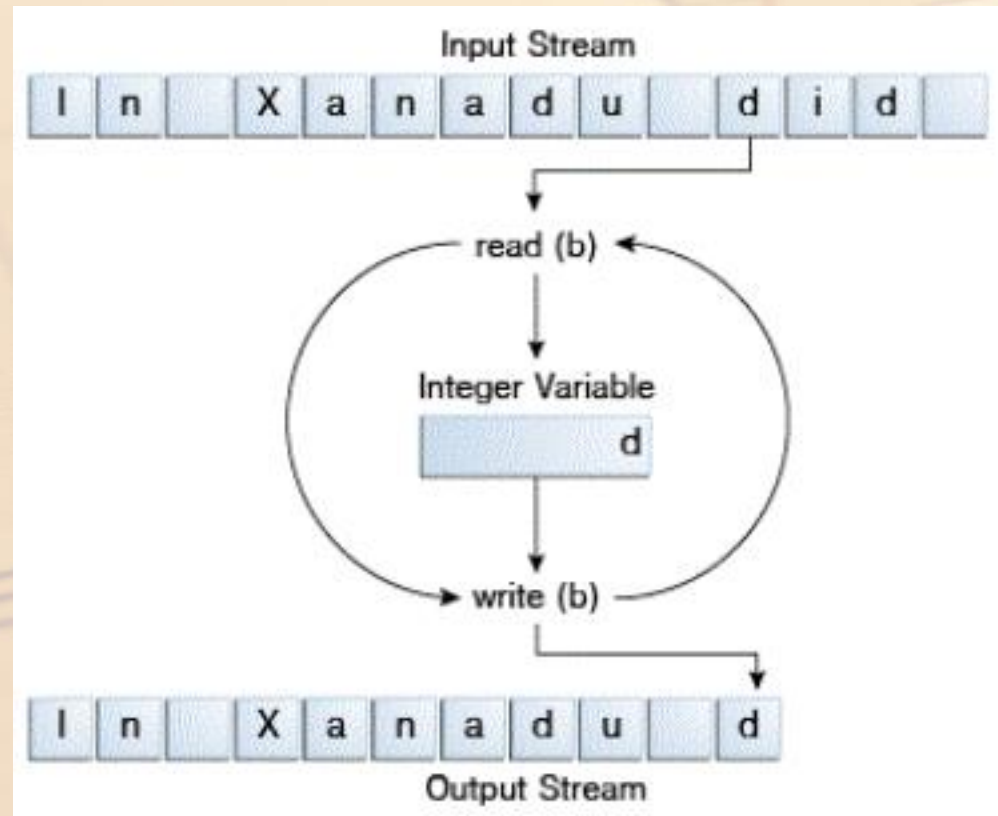 Input Stream
I n   X a n a d u   d i d
read (b)
Integer Variable
d
write (b)
I n   X a n a d u   d
Output Stream